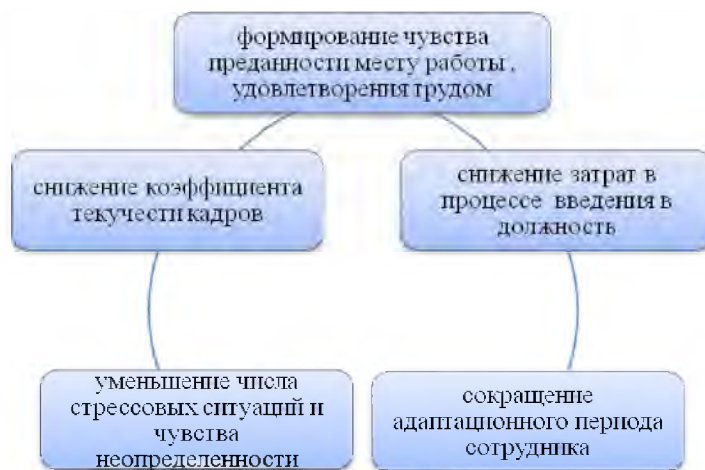 формирование чувства
преданности месту работы ,
удовлетворения трудом
снижение коэффициента
текучести кадров
снижение затрат в
процессе введения в
должность
уменьшение числа
стрессовых ситуаций и
чувства
неопределенности
сокращение
адаптационного периода
сотрудника